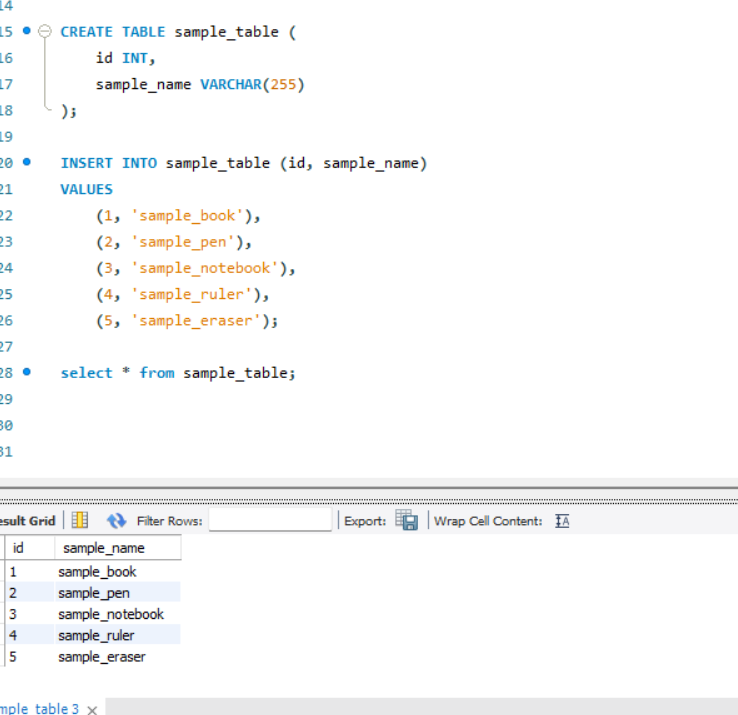 14
15 CREATE TABLE sample_table (
16 id INT,
17 sample_name VARCHAR(255)
18 );
19
20 INSERT INTO sample_table (id, sample_name)
21 VALUES
22 (1, 'sample_book'),
23 (2, 'sample_pen'),
24 (3, 'sample_notebook'),
25 (4, 'sample_ruler'),
26 (5, 'sample_eraser');
27
28 select * from sample_table;
29
30
31
esult Grid Filter Rows: Export: Wrap Cell Content: IA
id sample_name
1 sample_book
2 sample_pen
3 sample_notebook
4 sample_ruler
5 sample_eraser
mple_table 3 ×